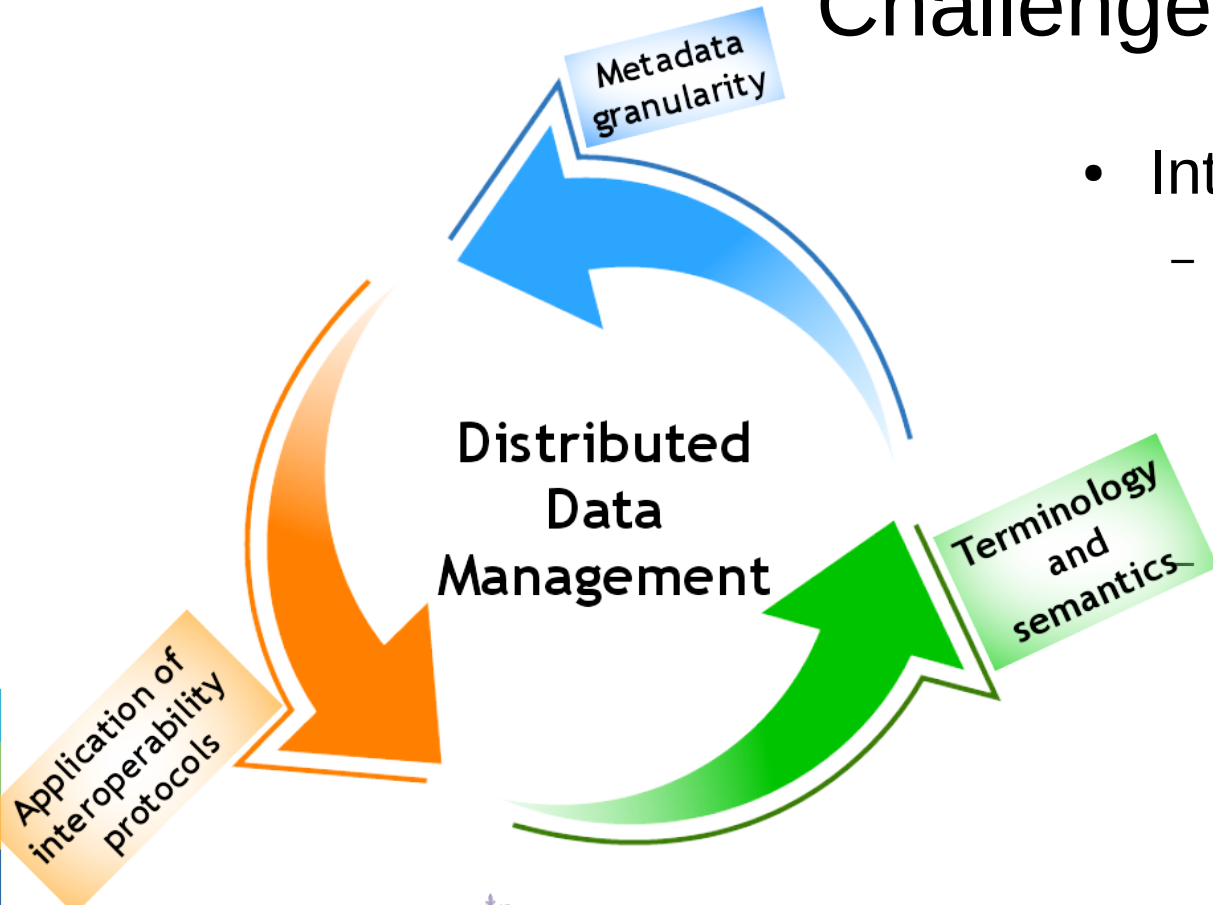 Challenge
Metadata
granularity
• Int
–
Distributed
Data
Management
Terminology
and
semantics
–
Application of
interoperability
protocols